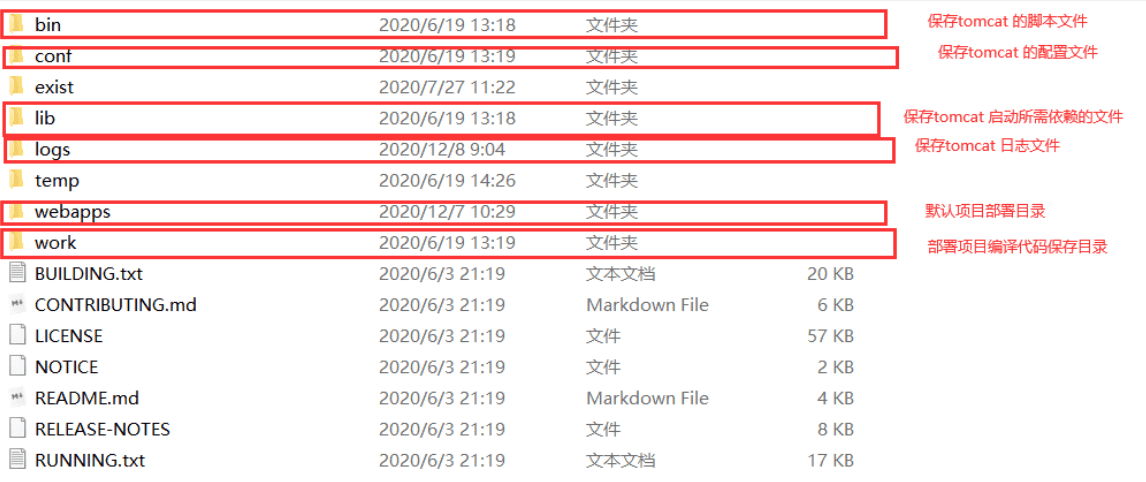 bin 2020/6/19 13:18 文件夹 保存tomcat 的脚本文件
conf 2020/6/19 13:19 文件夹 保存tomcat 的配置文件
exist 2020/7/27 11:22 文件夹
lib 2020/6/19 13:18 文件夹 保存tomcat 启动所需依赖的文件
logs 2020/12/8 9:04 文件夹 保存tomcat 日志文件
temp 2020/6/19 14:26 文件夹
webapps 2020/12/7 10:29 文件夹 默认项目部署目录
work 2020/6/19 13:19 文件夹 部署项目编译代码保存目录
BUILDING.txt 2020/6/3 21:19 文本文档 20 KB
CONTRIBUTING.md 2020/6/3 21:19 Markdown File 6 KB
LICENSE 2020/6/3 21:19 文件 57 KB
NOTICE 2020/6/3 21:19 文件 2 KB
README.md 2020/6/3 21:19 Markdown File 4 KB
RELEASE-NOTES 2020/6/3 21:19 文件 8 KB
RUNNING.txt 2020/6/3 21:19 文本文档 17 KB